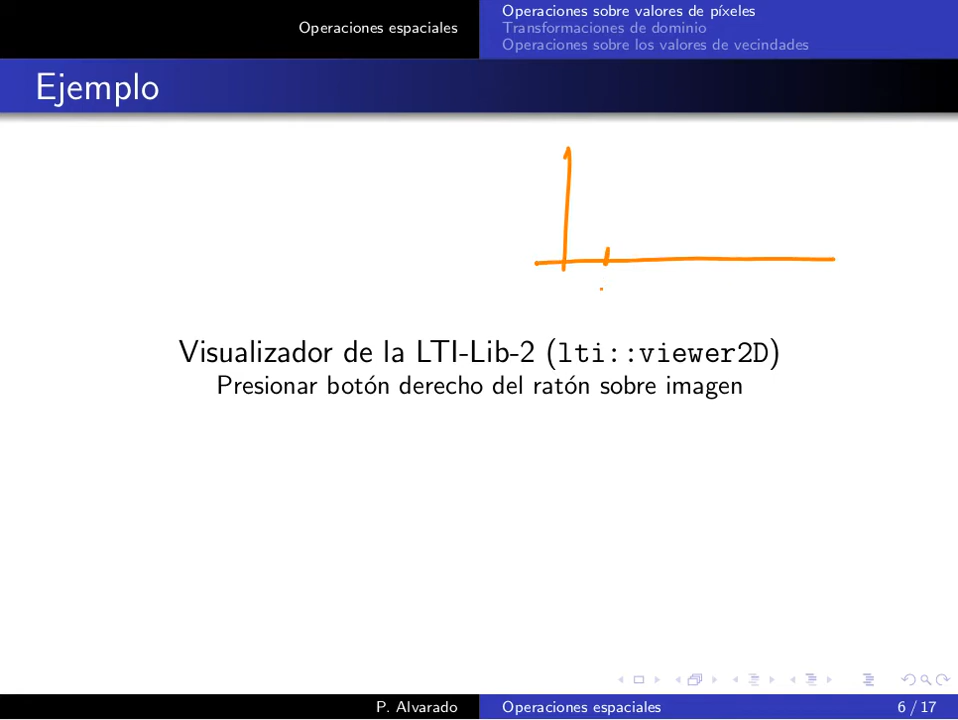 Operaciones espaciales
Operaciones sobre valores de píxeles
Transformaciones de dominio
Operaciones sobre los valores de vecindades
Ejemplo
Visualizador de la LTI-Lib-2 (lti::viewer2D)
Presionar botón derecho del ratón sobre imagen
P. Alvarado
Operaciones espaciales
6 / 17